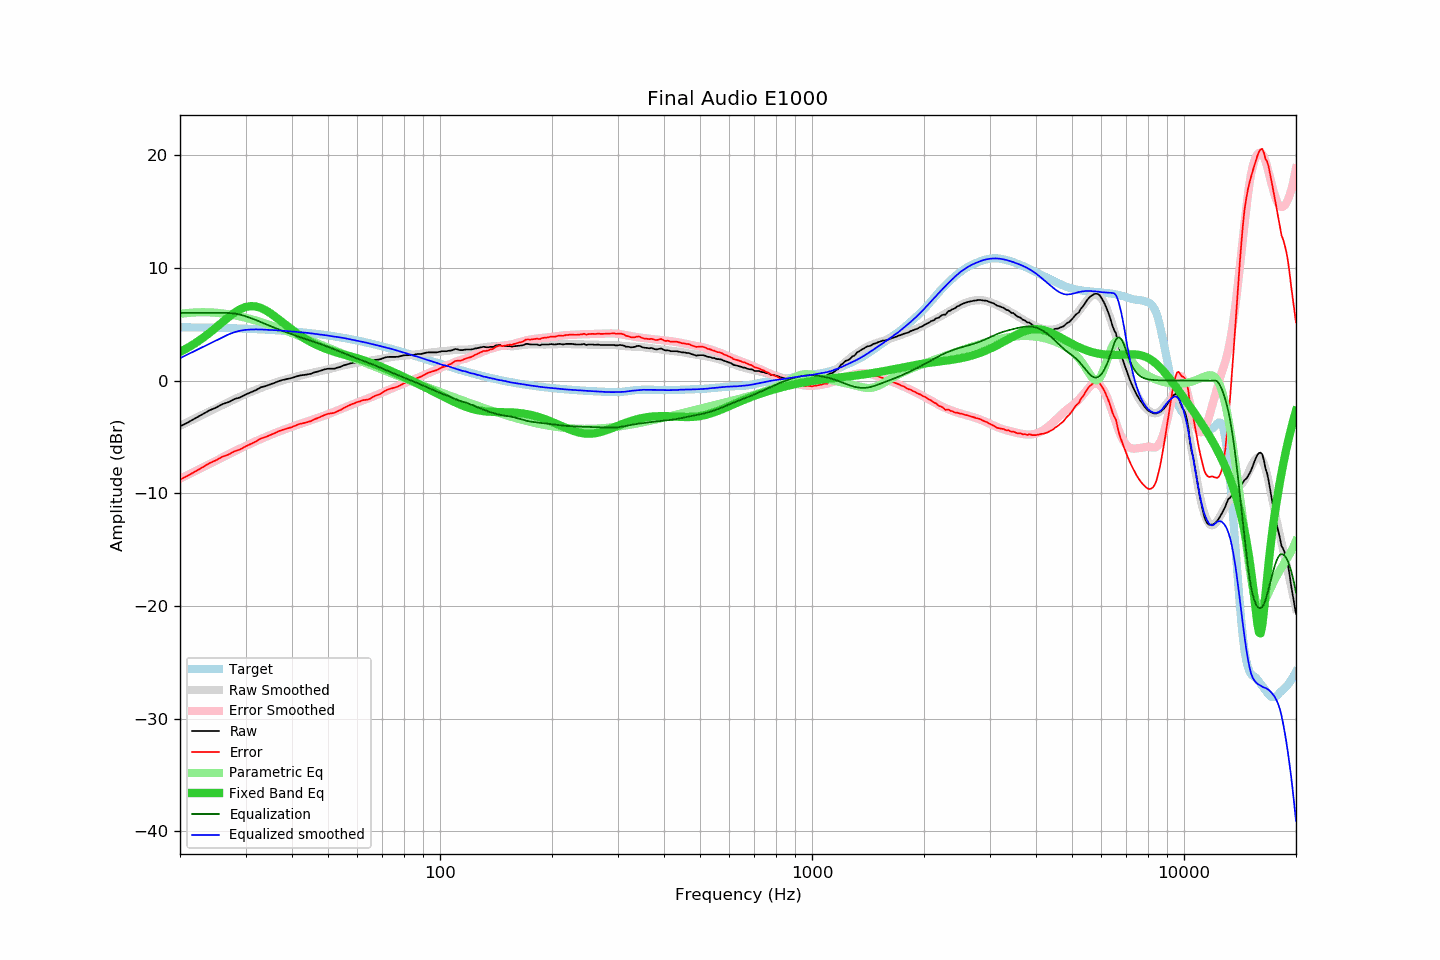 Final Audio E1000
20
10
0
−10
−20
−30
−40
Amplitude (dBr)
Target
Raw Smoothed
Error Smoothed
Raw
Error
Parametric Eq
Fixed Band Eq
Equalization
Equalized smoothed
100
1000
10000
Frequency (Hz)